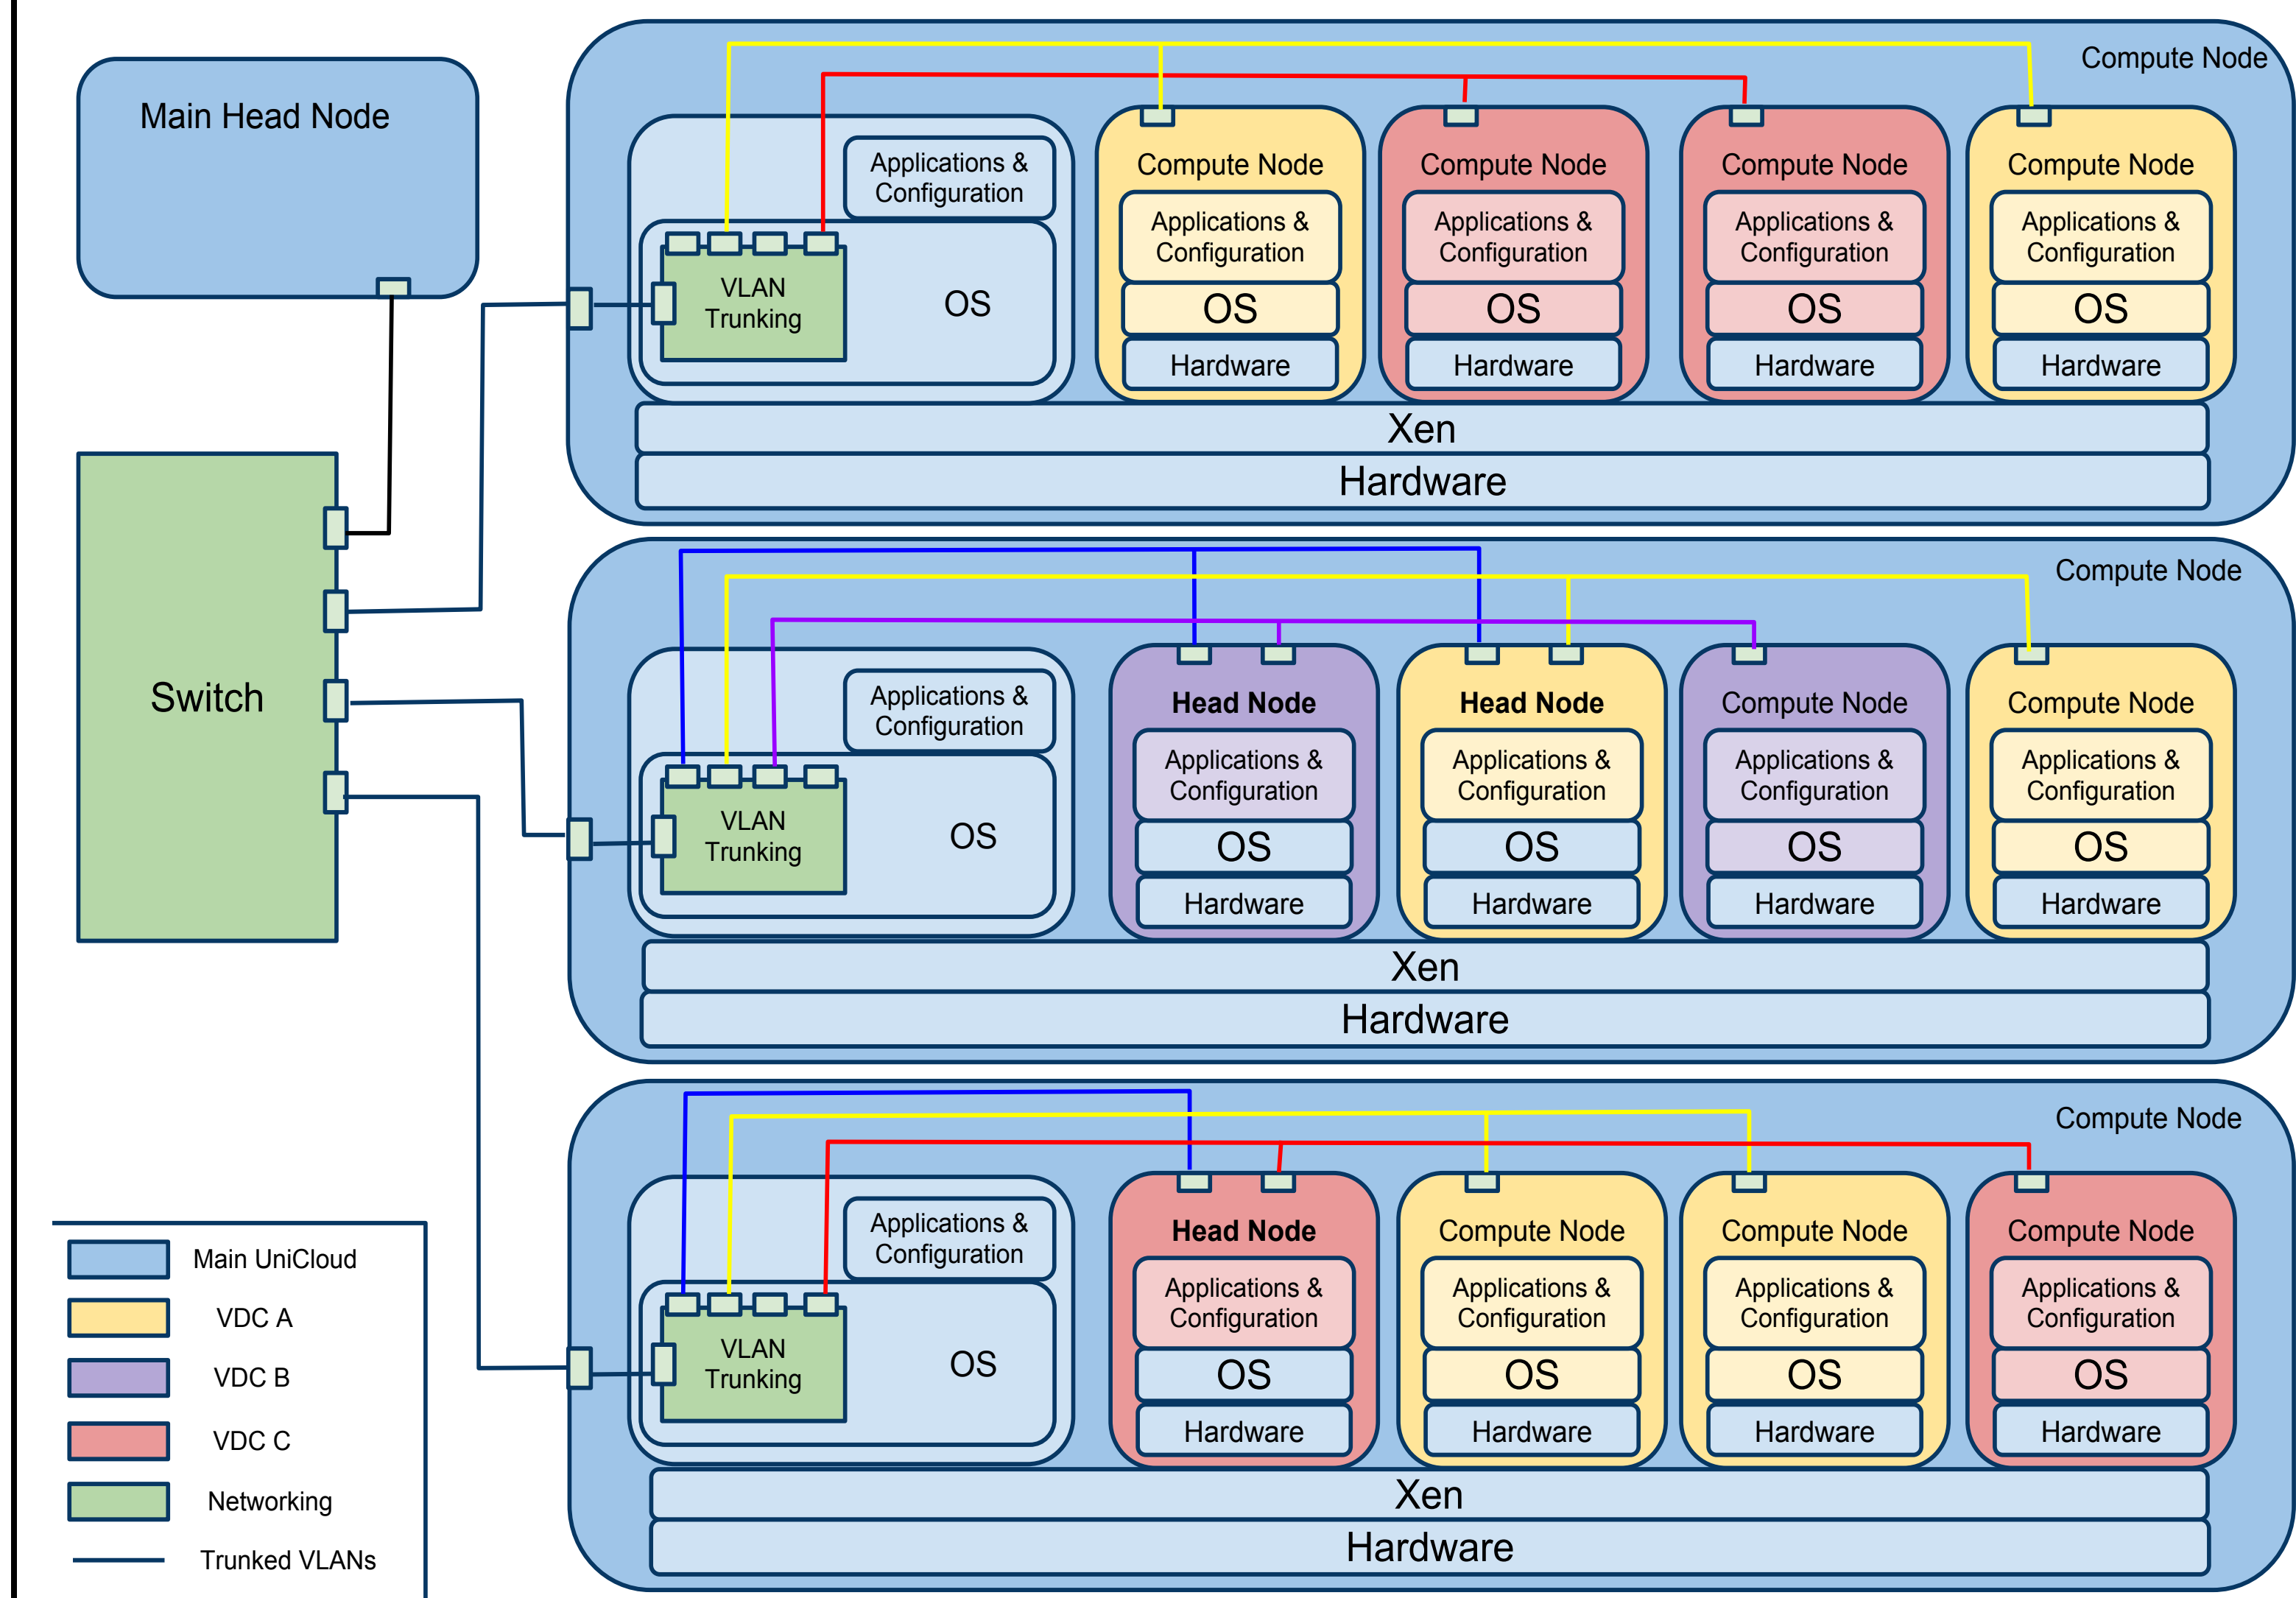 Main Head Node
Switch
Compute Node
Applications &
Configuration
VLAN
Trunking
OS
Compute Node
Applications &
Configuration
OS
Hardware
Compute Node
Applications &
Configuration
OS
Hardware
Compute Node
Applications &
Configuration
OS
Hardware
Compute Node
Applications &
Configuration
OS
Hardware
Xen
Hardware
Compute Node
Applications &
Configuration
VLAN
Trunking
OS
Head Node
Applications &
Configuration
OS
Hardware
Head Node
Applications &
Configuration
OS
Hardware
Compute Node
Applications &
Configuration
OS
Hardware
Compute Node
Applications &
Configuration
OS
Hardware
Xen
Hardware
Compute Node
Applications &
Configuration
VLAN
Trunking
OS
Head Node
Applications &
Configuration
OS
Hardware
Compute Node
Applications &
Configuration
OS
Hardware
Compute Node
Applications &
Configuration
OS
Hardware
Compute Node
Applications &
Configuration
OS
Hardware
Xen
Hardware
Main UniCloud
VDC A
VDC B
VDC C
Networking
Trunked VLANs